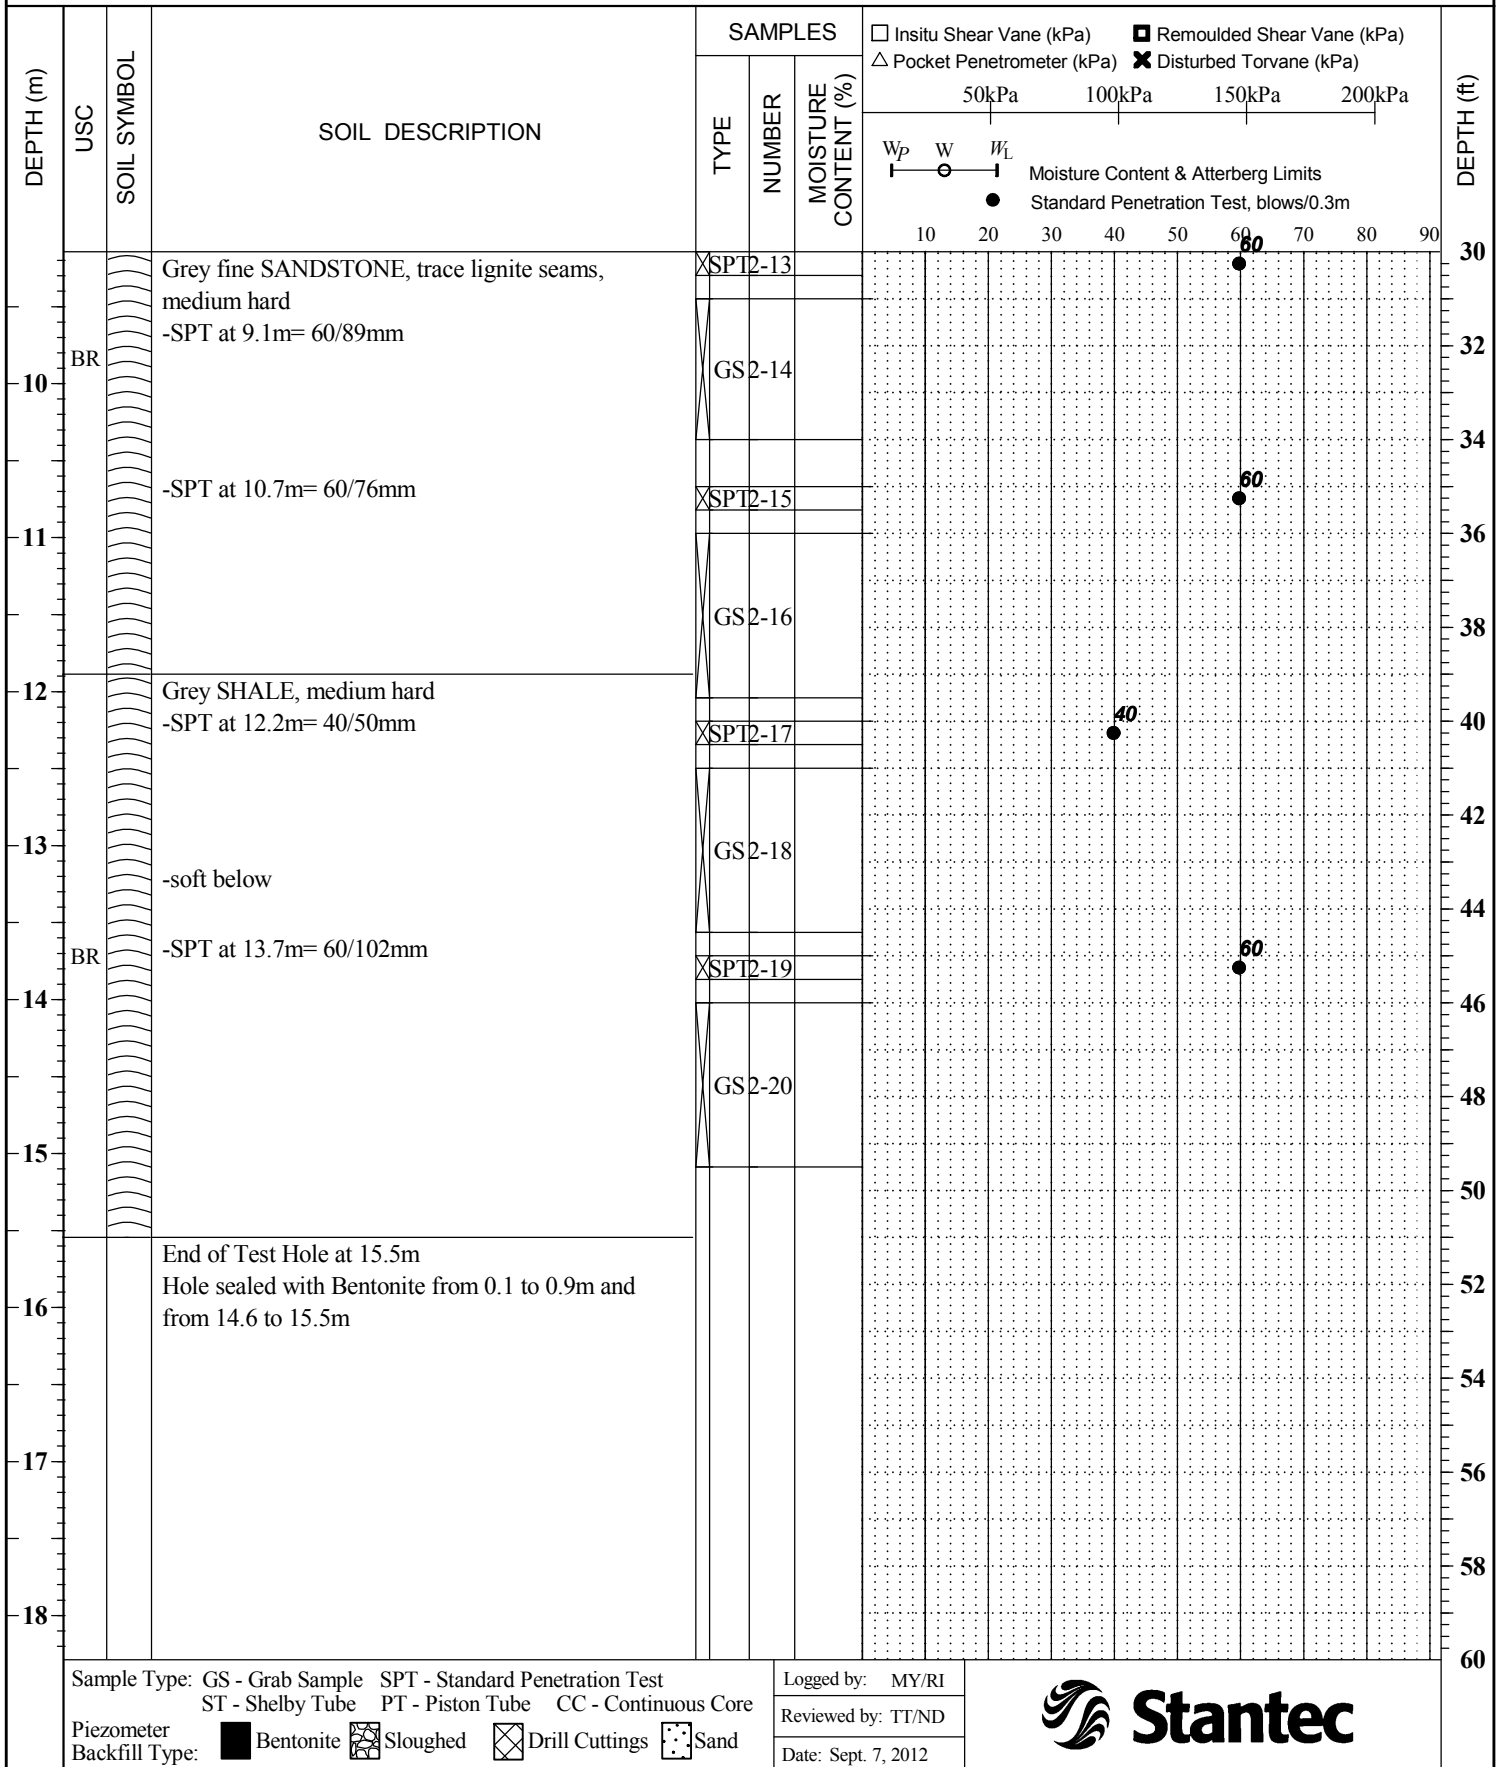 DEPTH (m)
USC
SOIL SYMBOL
SOIL DESCRIPTION
SAMPLES
TYPE
NUMBER
MOISTURE
CONTENT (%)
Insitu Shear Vane (kPa)
Remoulded Shear Vane (kPa)
Pocket Penetrometer (kPa)
Disturbed Torvane (kPa)
50kPa 100kPa 150kPa 200kPa
WP W WL
Moisture Content & Atterberg Limits
Standard Penetration Test, blows/0.3m
10 20 30 40 50 60 70 80 90
DEPTH (ft)
Grey fine SANDSTONE, trace lignite seams,
medium hard
-SPT at 9.1m= 60/89mm
BR
-SPT at 10.7m= 60/76mm
Grey SHALE, medium hard
-SPT at 12.2m= 40/50mm
-soft below
BR
-SPT at 13.7m= 60/102mm
End of Test Hole at 15.5m
Hole sealed with Bentonite from 0.1 to 0.9m and
from 14.6 to 15.5m
10
11
12
13
14
15
16
17
18
SPT 2-13
GS 2-14
SPT 2-15
GS 2-16
SPT 2-17
GS 2-18
SPT 2-19
GS 2-20
60
60
40
60
30
32
34
36
38
40
42
44
46
48
50
52
54
56
58
60
Sample Type: GS - Grab Sample SPT - Standard Penetration Test
ST - Shelby Tube PT - Piston Tube CC - Continuous Core
Piezometer
Backfill Type:
Bentonite Sloughed Drill Cuttings Sand
Logged by: MY/RI
Reviewed by: TT/ND
Date: Sept. 7, 2012
Stantec